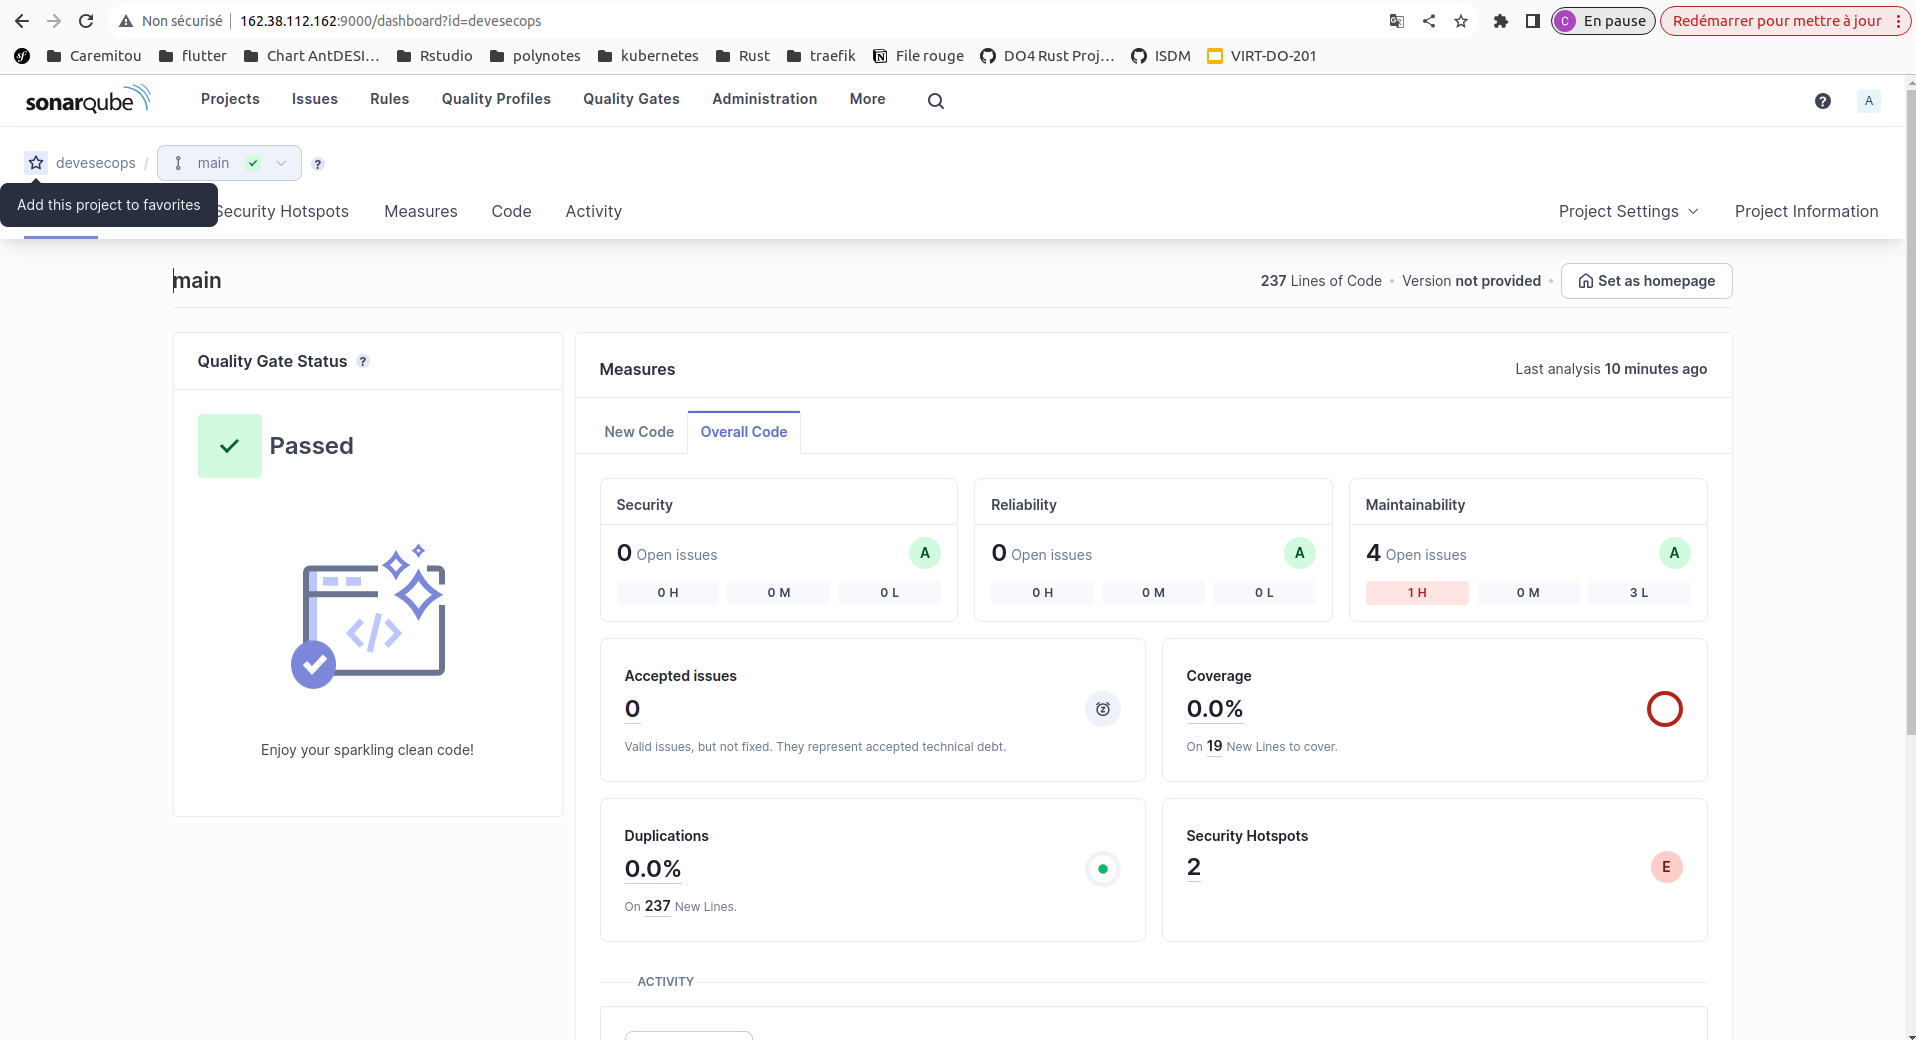 Non sécurisé 162.38.112.162:9000/dashboard?id=devesecops C En pause Redémarrer pour mettre à jour
Caremitou flutter Chart AntDESI... Rstudio polynotes kubernetes Rust traefik File rouge DO4 Rust Proj... ISDM VIRT-DO-201
sonarqube Projects Issues Rules Quality Profiles Quality Gates Administration More ? A
devesecops / main ?
Add this project to favorites
Security Hotspots Measures Code Activity Project Settings Project Information
main 237 Lines of Code • Version not provided • Set as homepage
Quality Gate Status ?
Passed
</>
Enjoy your sparkling clean code!
Measures Last analysis 10 minutes ago
New Code Overall Code
Security Reliability Maintainability
0 Open issues A 0 Open issues A 4 Open issues A
0 H 0 M 0 L 0 H 0 M 0 L 1 H 0 M 3 L
Accepted issues
0
Valid issues, but not fixed. They represent accepted technical debt.
Coverage
0.0%
On 19 New Lines to cover.
Duplications
0.0%
On 237 New Lines.
Security Hotspots
2 E
ACTIVITY